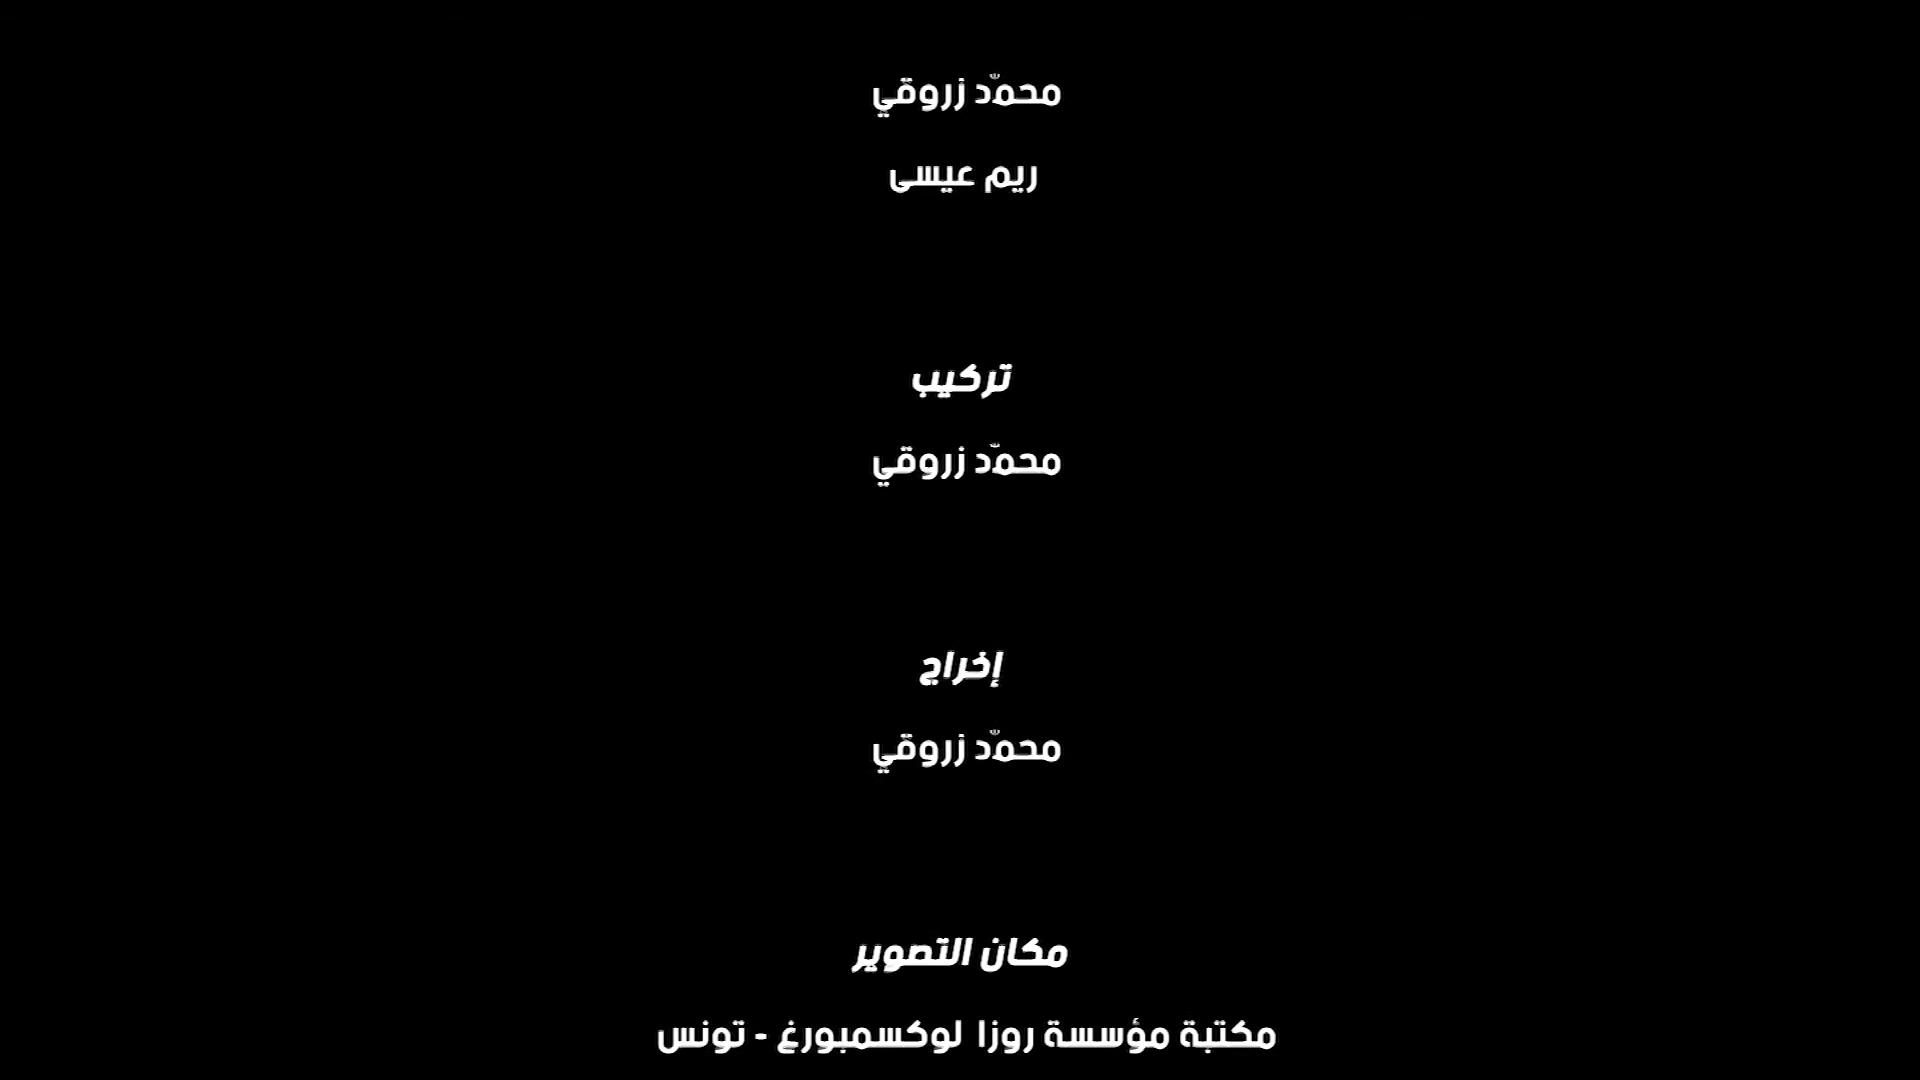 محمّد زروقي
ريم عيسى
تركيب
محمّد زروقي
إخراج
محمّد زروقي
مكان التصوير
مكتبة مؤسسة روزا لوكسمبورغ - تونس